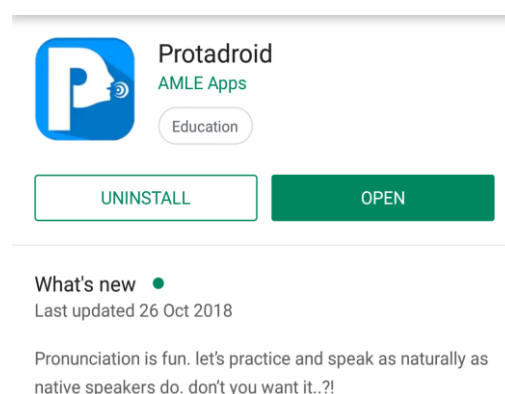 Protadroid
AMLE Apps
Education
UNINSTALL
OPEN
What's new
Last updated 26 Oct 2018
Pronunciation is fun. let's practice and speak as naturally as
native speakers do. don't you want it..?!